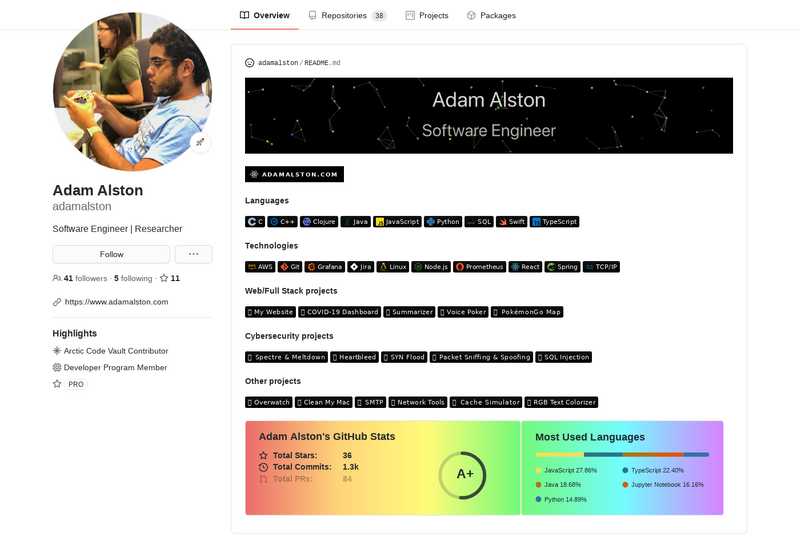 Overview Repositories 38 Projects Packages
adamalston / README.md
Adam Alston
Software Engineer
ADAMALSTON.COM
Adam Alston
adamalston
Software Engineer | Researcher
Follow
41 followers · 5 following · 11
https://www.adamalston.com
Highlights
Arctic Code Vault Contributor
Developer Program Member
PRO
Languages
C C++ Clojure Java JavaScript Python SQL Swift TypeScript
Technologies
AWS Git Grafana Jira Linux Node.js Prometheus React Spring TCP/IP
Web/Full Stack projects
My Website COVID-19 Dashboard Summarizer Voice Poker PokémonGo Map
Cybersecurity projects
Spectre & Meltdown Heartbleed SYN Flood Packet Sniffing & Spoofing SQL Injection
Other projects
Overwatch Clean My Mac SMTP Network Tools Cache Simulator RGB Text Colorizer
Adam Alston's GitHub Stats
Total Stars: 36
Total Commits: 1.3k
Total PRs: 84
A+
Most Used Languages
JavaScript 27.86% TypeScript 22.40%
Java 18.68% Jupyter Notebook 16.16%
Python 14.89%